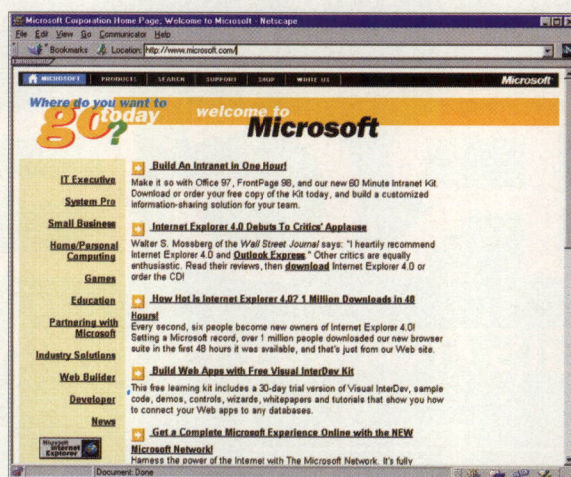 Microsoft Corporation Home Page; Welcome to Microsoft - Netscape
File Edit View Go Communicator Help
Bookmarks Location: http://www.microsoft.com/
MICROSOFT PRODUCTS SEARCH SUPPORT SHOP WRITE US Microsoft
Where do you want to
go today
?
welcome to
Microsoft
IT Executive
System Pro
Small Business
Home/Personal
Computing
Games
Education
Partnering with
Microsoft
Industry Solutions
Web Builder
Developer
News
Microsoft
Internet
Explorer
Build An Intranet in One Hour!
Make it so with Office 97, FrontPage 98, and our new 60 Minute Intranet Kit.
Download or order your free copy of the Kit today, and build a customized
information-sharing solution for your team.
Internet Explorer 4.0 Debuts To Critics' Applause
Walter S. Mossberg of the Wall Street Journal says: "I heartily recommend
Internet Explorer 4.0 and Outlook Express." Other critics are equally
enthusiastic. Read their reviews, then download Internet Explorer 4.0 or
order the CD!
How Hot is Internet Explorer 4.0? 1 Million Downloads in 48
Hours!
Every second, six people become new owners of Internet Explorer 4.0!
Setting a Microsoft record, over 1 million people downloaded our new browser
suite in the first 48 hours it was available, and that's just from our Web site.
Build Web Apps with Free Visual InterDev Kit
This free learning kit includes a 30-day trial version of Visual InterDev, sample
code, demos, controls, wizards, whitepapers and tutorials that show you how
to connect your Web apps to any databases.
Get a Complete Microsoft Experience Online with the NEW
Microsoft Network!
Harness the power of the Internet with The Microsoft Network. It's fully
Document: Done